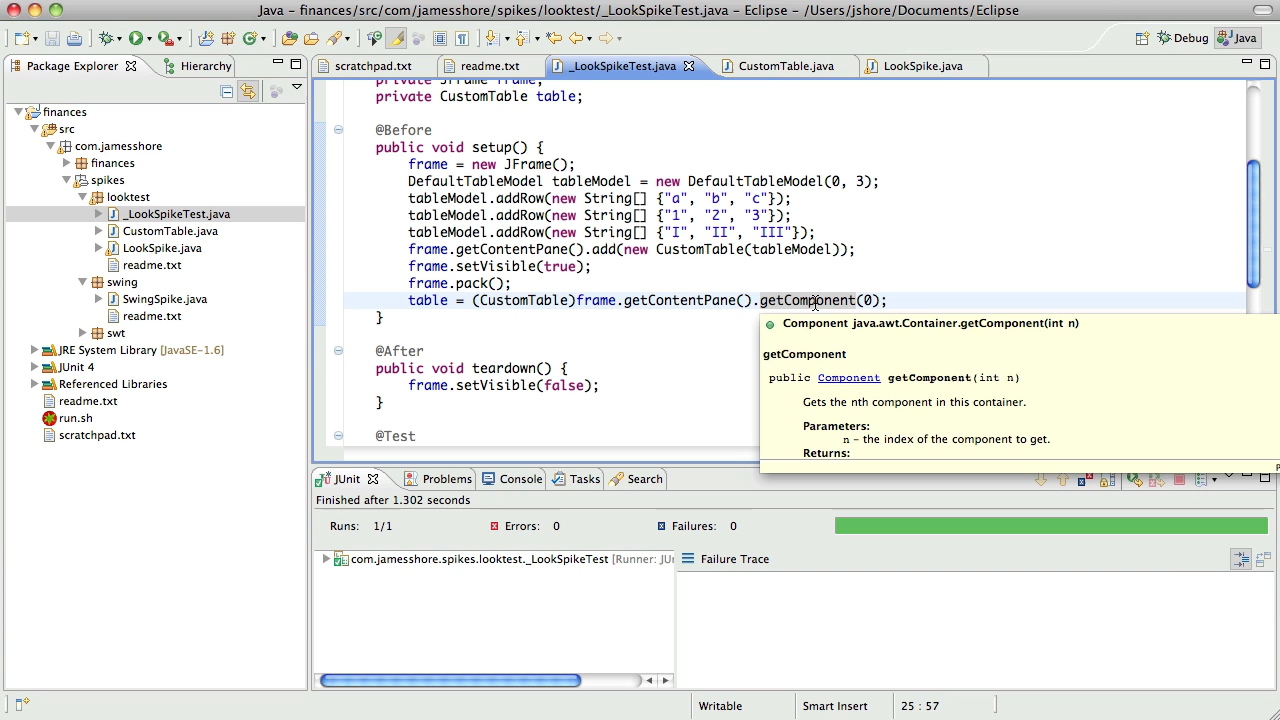 Java – finances/src/com/jamesshore/spikes/looktest/_LookSpikeTest.java – Eclipse – /Users/jshore/Documents/Eclipse
Debug
Java
Package Explorer
Hierarchy
finances
src
com.jamesshore
finances
spikes
looktest
_LookSpikeTest.java
CustomTable.java
LookSpike.java
readme.txt
swing
SwingSpike.java
readme.txt
swt
JRE System Library [JavaSE-1.6]
JUnit 4
Referenced Libraries
readme.txt
run.sh
scratchpad.txt
scratchpad.txt
readme.txt
_LookSpikeTest.java
CustomTable.java
LookSpike.java
private JFrame frame;
private CustomTable table;
@Before
public void setup() {
frame = new JFrame();
DefaultTableModel tableModel = new DefaultTableModel(0, 3);
tableModel.addRow(new String[] {"a", "b", "c"});
tableModel.addRow(new String[] {"1", "2", "3"});
tableModel.addRow(new String[] {"I", "II", "III"});
frame.getContentPane().add(new CustomTable(tableModel));
frame.setVisible(true);
frame.pack();
table = (CustomTable)frame.getContentPane().getComponent(0);
}
@After
public void teardown() {
frame.setVisible(false);
}
@Test
Component java.awt.Container.getComponent(int n)
getComponent
public Component getComponent(int n)
Gets the nth component in this container.
Parameters:
n – the index of the component to get.
Returns:
JUnit
Problems
Console
Tasks
Search
Finished after 1.302 seconds
Runs: 1/1
Errors: 0
Failures: 0
com.jamesshore.spikes.looktest._LookSpikeTest [Runner: JU
Failure Trace
Writable
Smart Insert
25 : 57